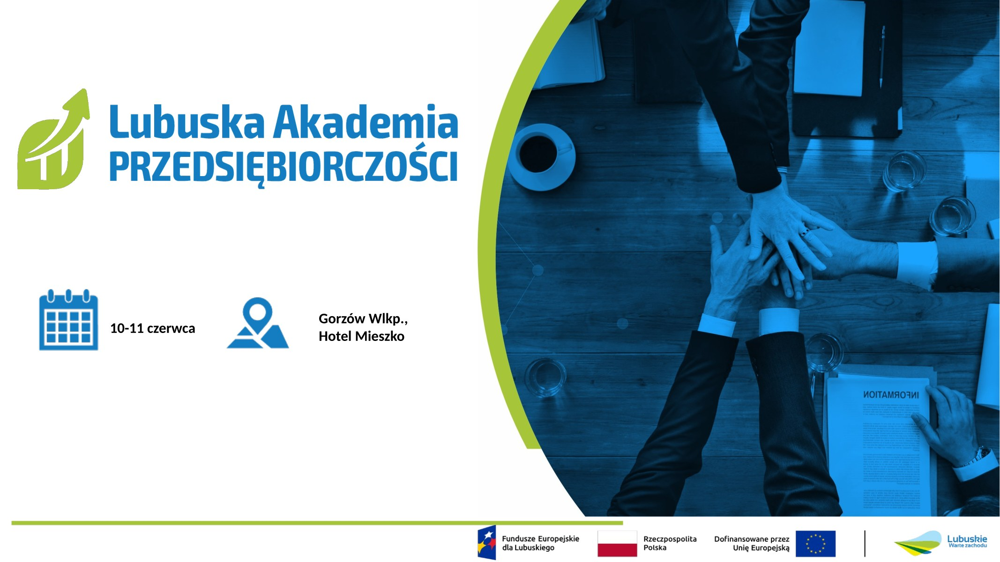 Lubuska Akademia
PRZEDSIĘBIORCZOŚCI
10-11 czerwca
Gorzów Wlkp.,
Hotel Mieszko
INFORMATION
Fundusze Europejskie
dla Lubuskiego
Rzeczpospolita
Polska
Dofinansowane przez
Unię Europejską
Lubuskie
Warte zachodu